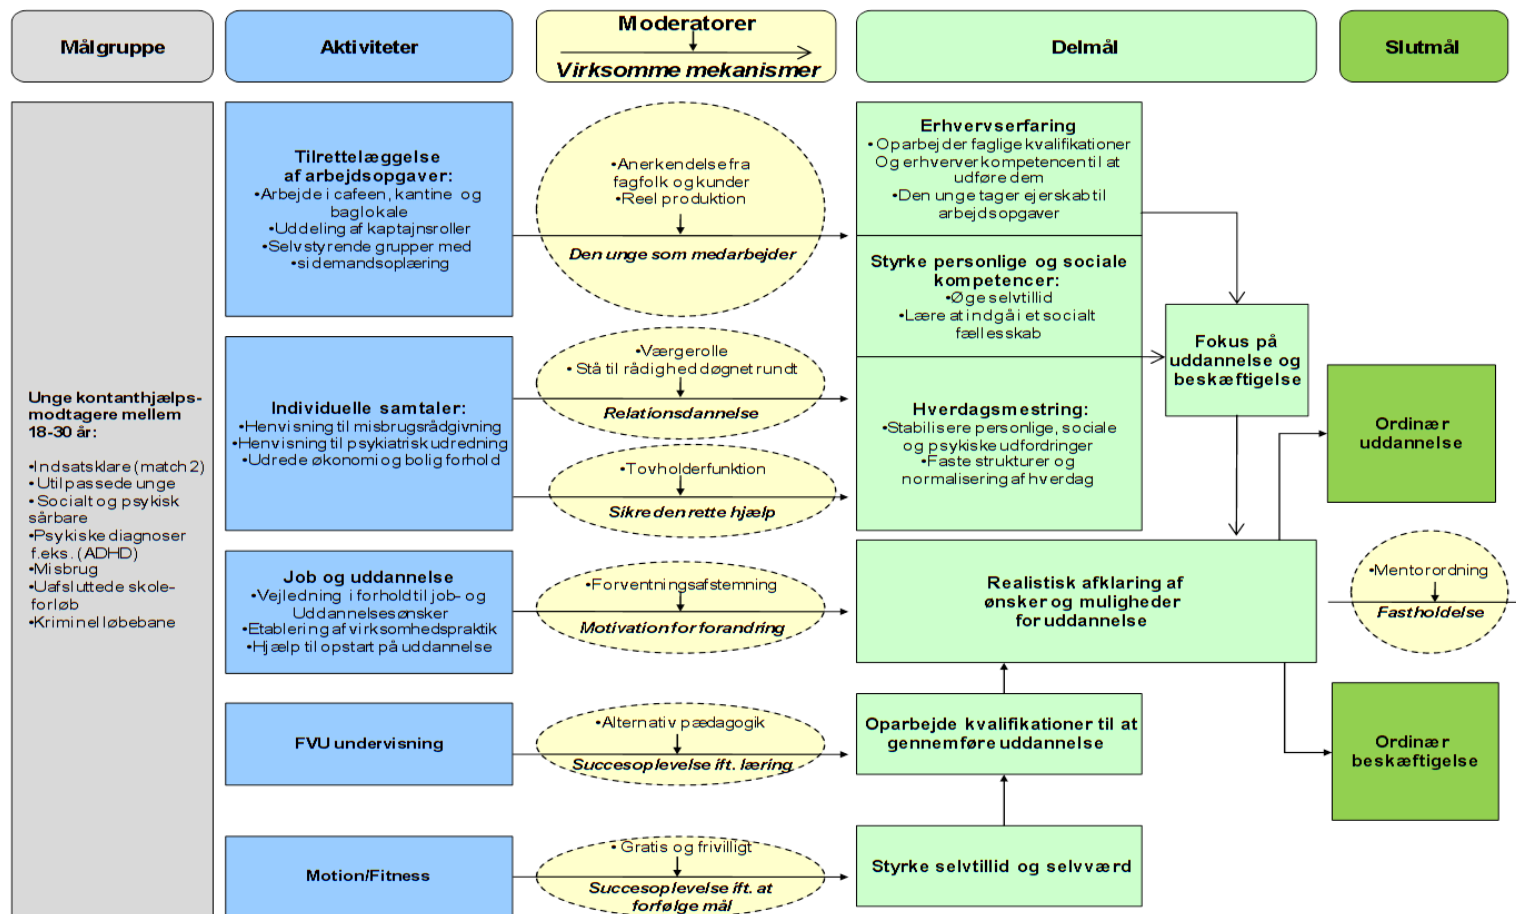 Målgruppe
Aktiviteter
Moderatorer
Virksomme mekanismer
Delmål
Slutmål
Unge kontanthjælps-
modtagere mellem
18-30 år:
•Indsatsklare (match 2)
•Utilpassede unge
•Socialt og psykisk
sårbare
•Psykiske diagnoser
f.eks. (ADHD)
•Misbrug
•Uafsluttede skole-
forløb
•Kriminel løbebane
Tilrettelæggelse
af arbejdsopgaver:
•Arbejde i cafeen, kantine og
baglokale
•Uddeling af kaptajnsroller
•Selvstyrende grupper med
•sidemandsoplæring
•Anerkendelse fra
fagfolk og kunder
•Reel produktion
Den unge som medarbejder
Erhvervserfaring
•Oparbejder faglige kvalifikationer
Og erhverver kompetencen til at
udføre dem
•Den unge tager ejerskab til
arbejdsopgaver
Styrke personlige og sociale
kompetencer:
•Øge selvtillid
•Lære at indgå i et socialt
fællesskab
Individuelle samtaler:
•Henvisning til misbrugsrådgivning
•Henvisning til psykiatrisk udredning
•Udrede økonomi og bolig forhold
•Værgerolle
•Stå til rådighed døgnet rundt
Relationsdannelse
•Tovholderfunktion
Sikre den rette hjælp
Hverdagsmestring:
•Stabilisere personlige, sociale
og psykiske udfordringer
•Faste strukturer og
normalisering af hverdag
Fokus på
uddannelse og
beskæftigelse
Ordinær
uddannelse
Job og uddannelse
•Vejledning i forhold til job- og
Uddannelsesønsker
•Etablering af virksomhedspraktik
•Hjælp til opstart på uddannelse
•Forventningsafstemning
Motivation for forandring
Realistisk afklaring af
ønsker og muligheder
for uddannelse
•Mentorordning
Fastholdelse
FVU undervisning
•Alternativ pædagogik
Succesoplevelse ift. læring
Oparbejde kvalifikationer til at
gennemføre uddannelse
Ordinær
beskæftigelse
Motion/Fitness
•Gratis og frivilligt
Succesoplevelse ift. at
forfølge mål
Styrke selvtillid og selvværd